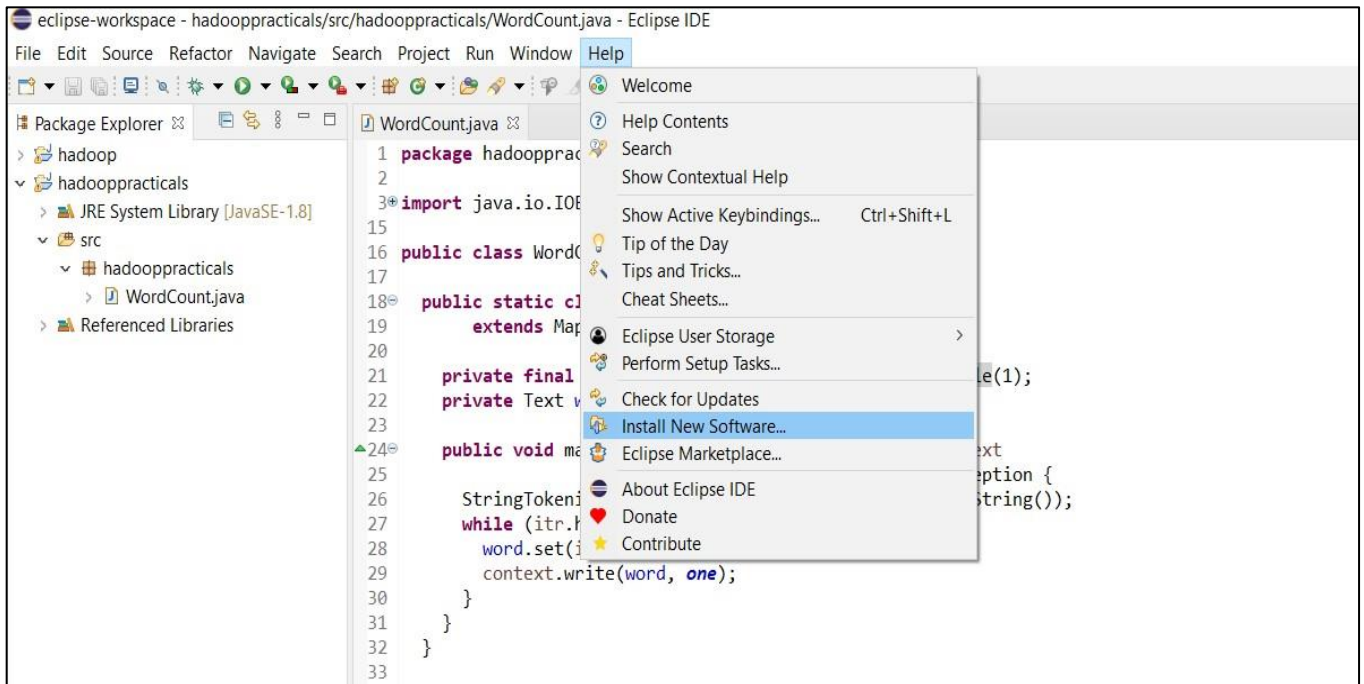 eclipse-workspace - hadooppracticals/src/hadooppracticals/WordCount.java - Eclipse IDE
File Edit Source Refactor Navigate Search Project Run Window Help
Package Explorer
hadoop
hadooppracticals
JRE System Library [JavaSE-1.8]
src
hadooppracticals
WordCount.java
Referenced Libraries
WordCount.java
1 package hadoopprac
2
3 import java.io.IOE
15
16 public class WordC
17
18 public static cl
19 extends Map
20
21 private final le(1);
22 private Text
23
24 public void ma ext
25 eption {
26 StringTokeni String());
27 while (itr.h
28 word.set(i
29 context.write(word, one);
30 }
31 }
32 }
33
Welcome
Help Contents
Search
Show Contextual Help
Show Active Keybindings... Ctrl+Shift+L
Tip of the Day
Tips and Tricks...
Cheat Sheets...
Eclipse User Storage
Perform Setup Tasks...
Check for Updates
Install New Software...
Eclipse Marketplace...
About Eclipse IDE
Donate
Contribute